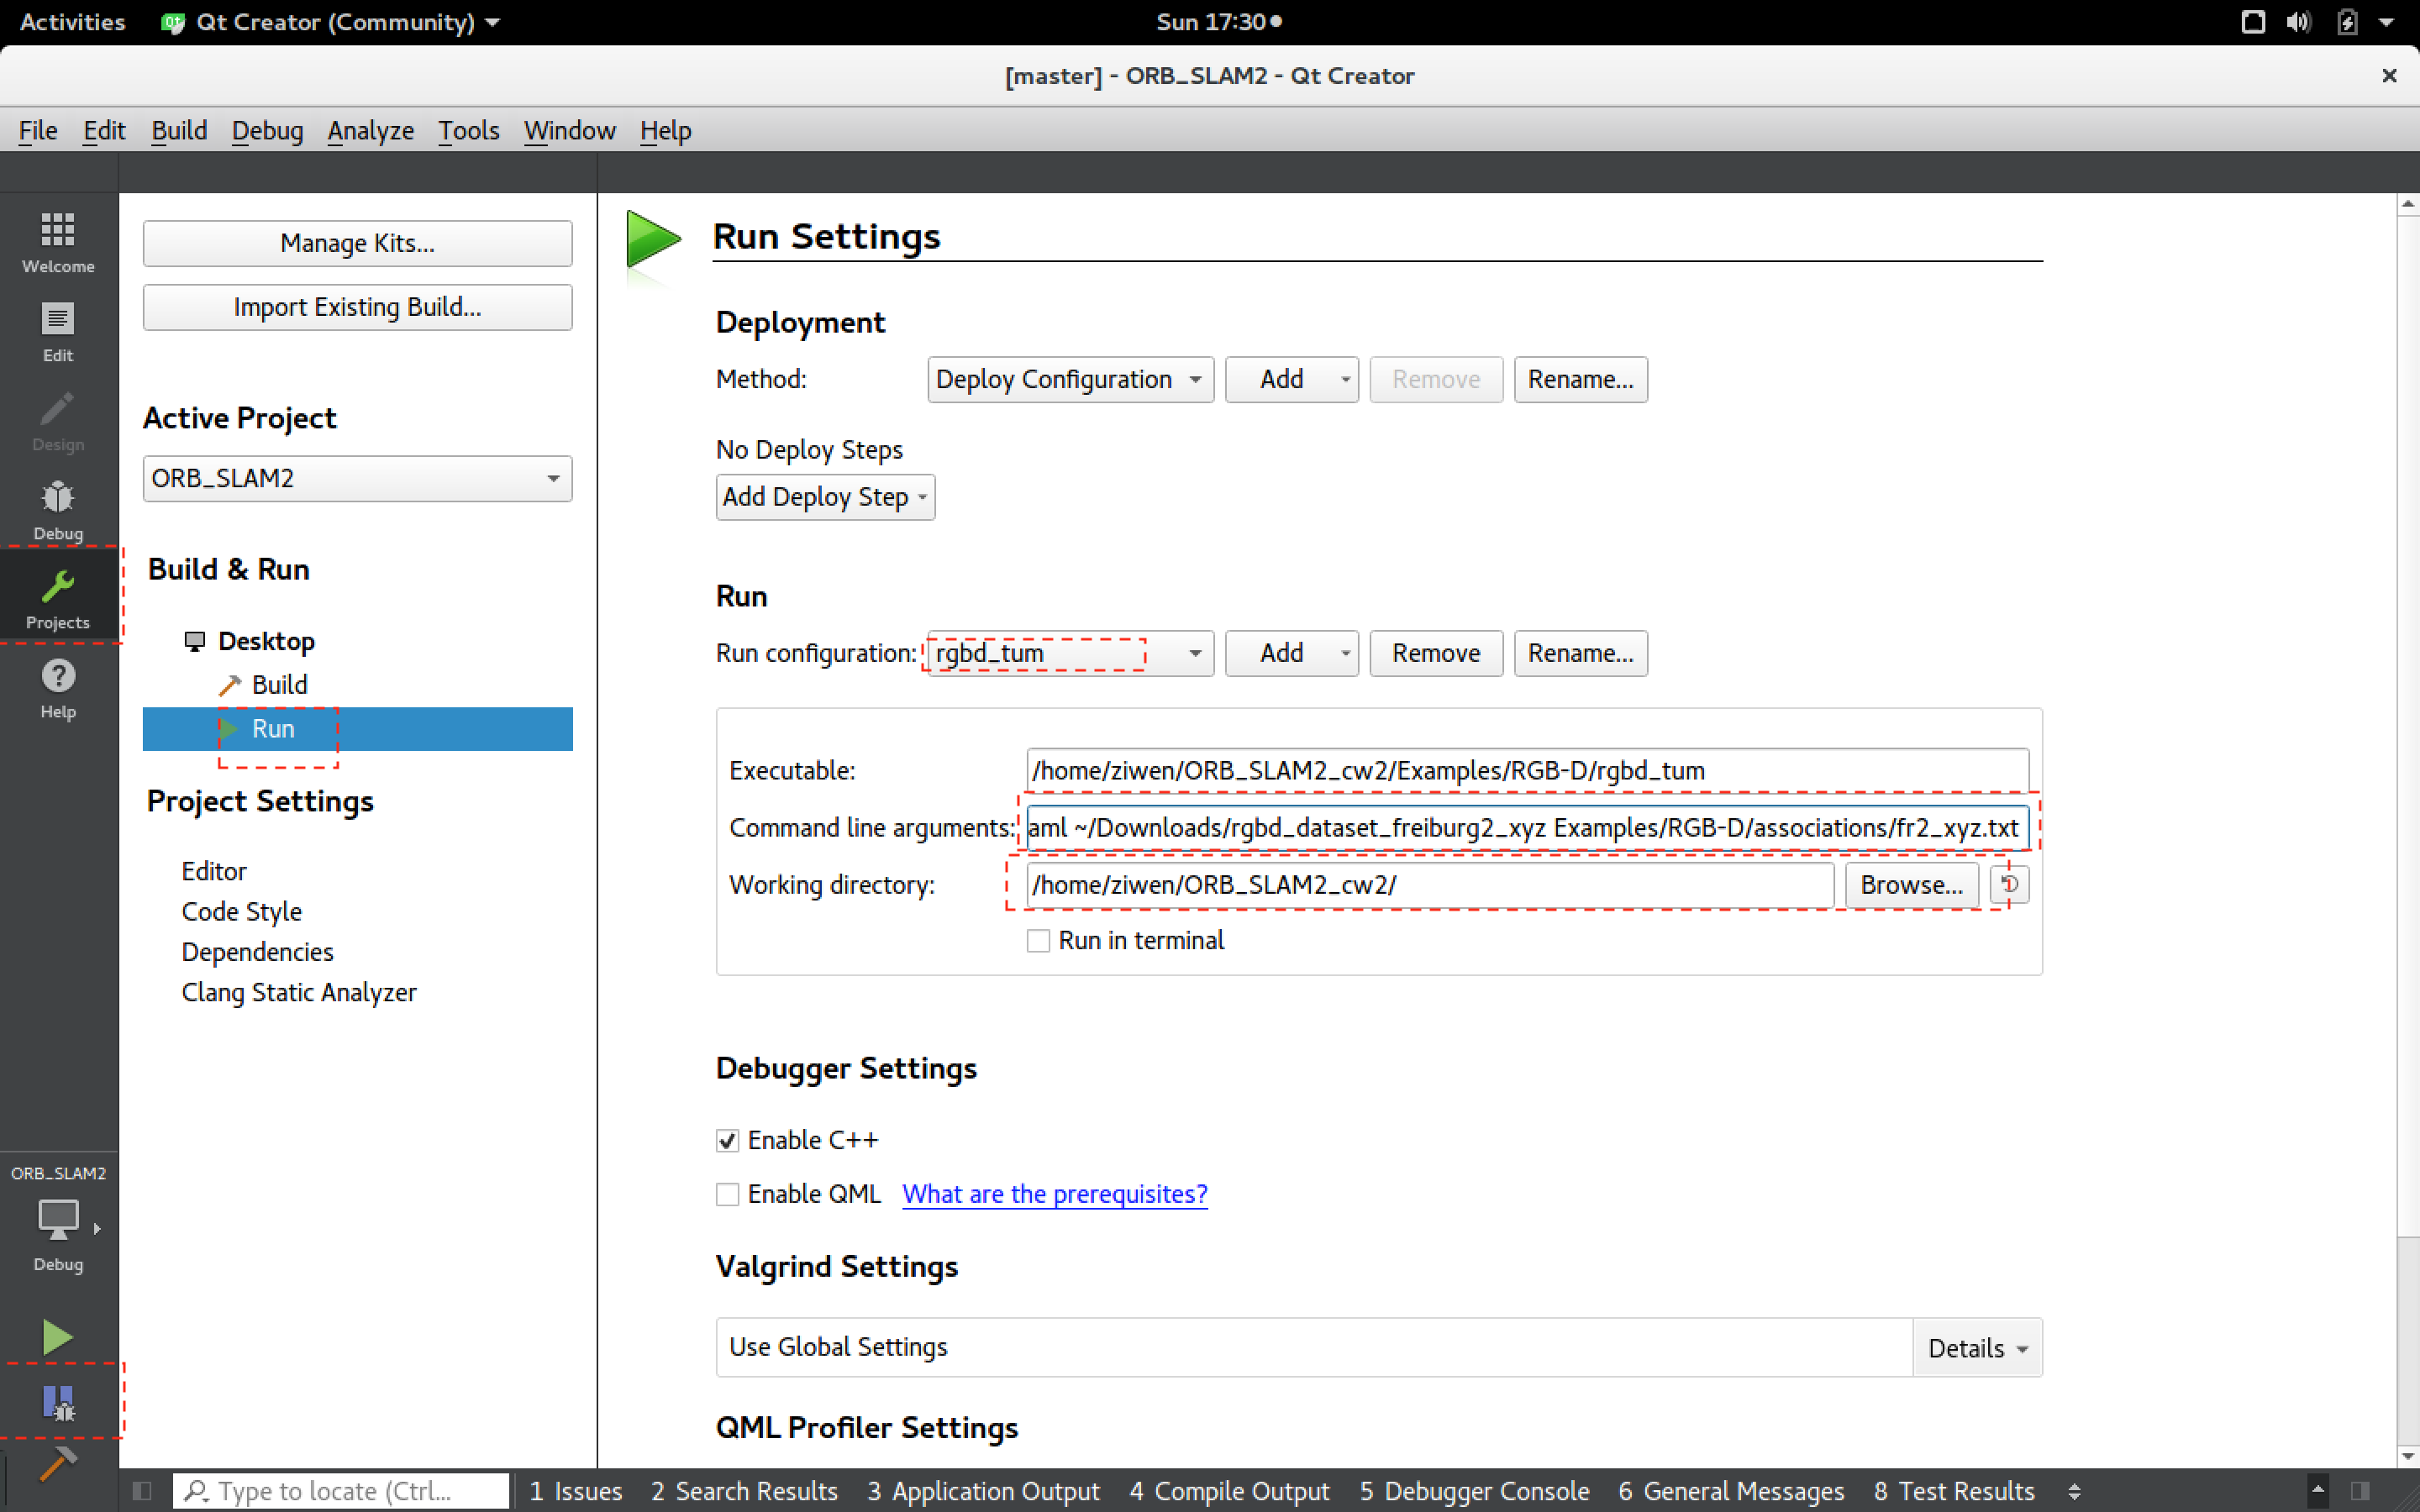 Activities Qt Creator (Community) Sun 17:30
[master] - ORB_SLAM2 - Qt Creator
File Edit Build Debug Analyze Tools Window Help
Welcome
Edit
Design
Debug
Projects
Help
ORB_SLAM2
Debug
Manage Kits...
Import Existing Build...
Active Project
ORB_SLAM2
Build & Run
Desktop
Build
Run
Project Settings
Editor
Code Style
Dependencies
Clang Static Analyzer
Run Settings
Deployment
Method: Deploy Configuration Add Remove Rename...
No Deploy Steps
Add Deploy Step
Run
Run configuration: rgbd_tum Add Remove Rename...
Executable: /home/ziwen/ORB_SLAM2_cw2/Examples/RGB-D/rgbd_tum
Command line arguments: aml ~/Downloads/rgbd_dataset_freiburg2_xyz Examples/RGB-D/associations/fr2_xyz.txt
Working directory: /home/ziwen/ORB_SLAM2_cw2/ Browse...
Run in terminal
Debugger Settings
Enable C++
Enable QML What are the prerequisites?
Valgrind Settings
Use Global Settings Details
QML Profiler Settings
Type to locate (Ctrl... 1 Issues 2 Search Results 3 Application Output 4 Compile Output 5 Debugger Console 6 General Messages 8 Test Results